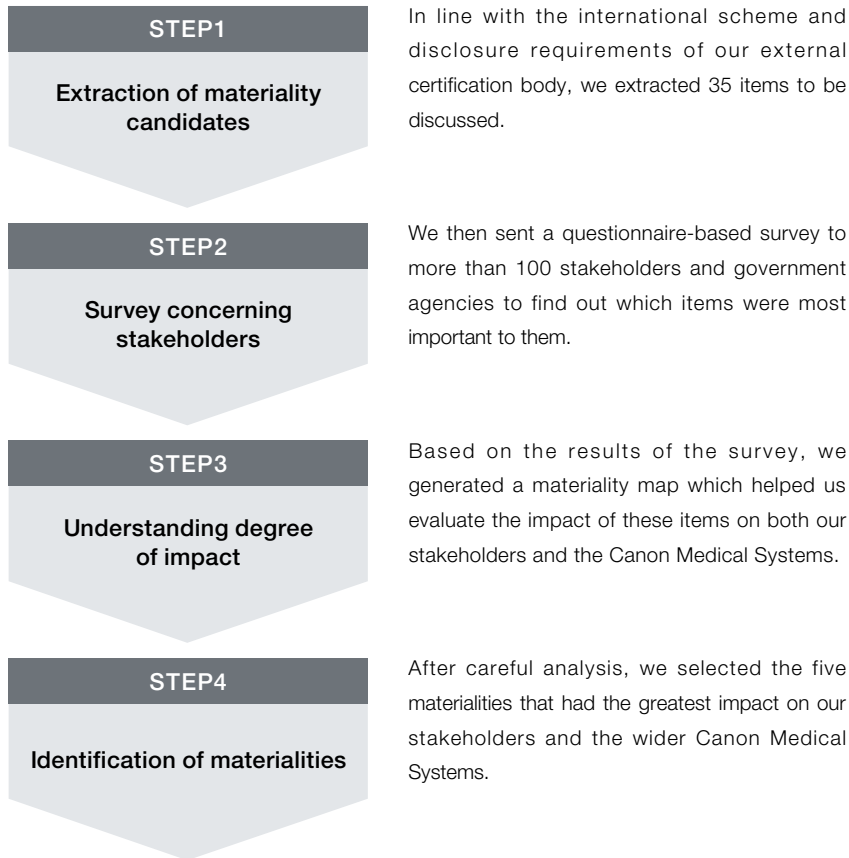 STEP1
Extraction of materiality
candidates
In line with the international scheme and
disclosure requirements of our external
certification body, we extracted 35 items to be
discussed.
STEP2
Survey concerning
stakeholders
We then sent a questionnaire-based survey to
more than 100 stakeholders and government
agencies to find out which items were most
important to them.
STEP3
Understanding degree
of impact
Based on the results of the survey, we
generated a materiality map which helped us
evaluate the impact of these items on both our
stakeholders and the Canon Medical Systems.
STEP4
Identification of materialities
After careful analysis, we selected the five
materialities that had the greatest impact on our
stakeholders and the wider Canon Medical
Systems.